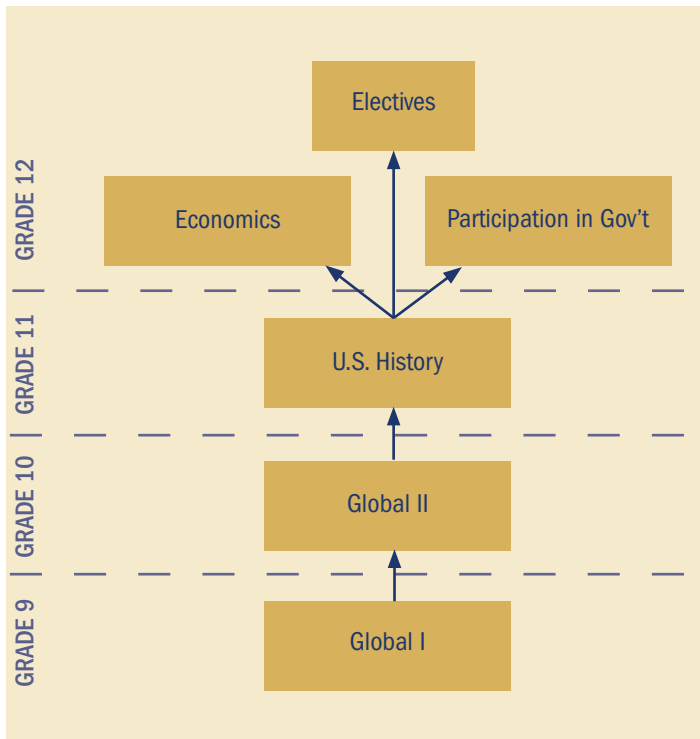 Electives
GRADE 12
Economics
Participation in Gov't
GRADE 11
U.S. History
GRADE 10
Global II
GRADE 9
Global I